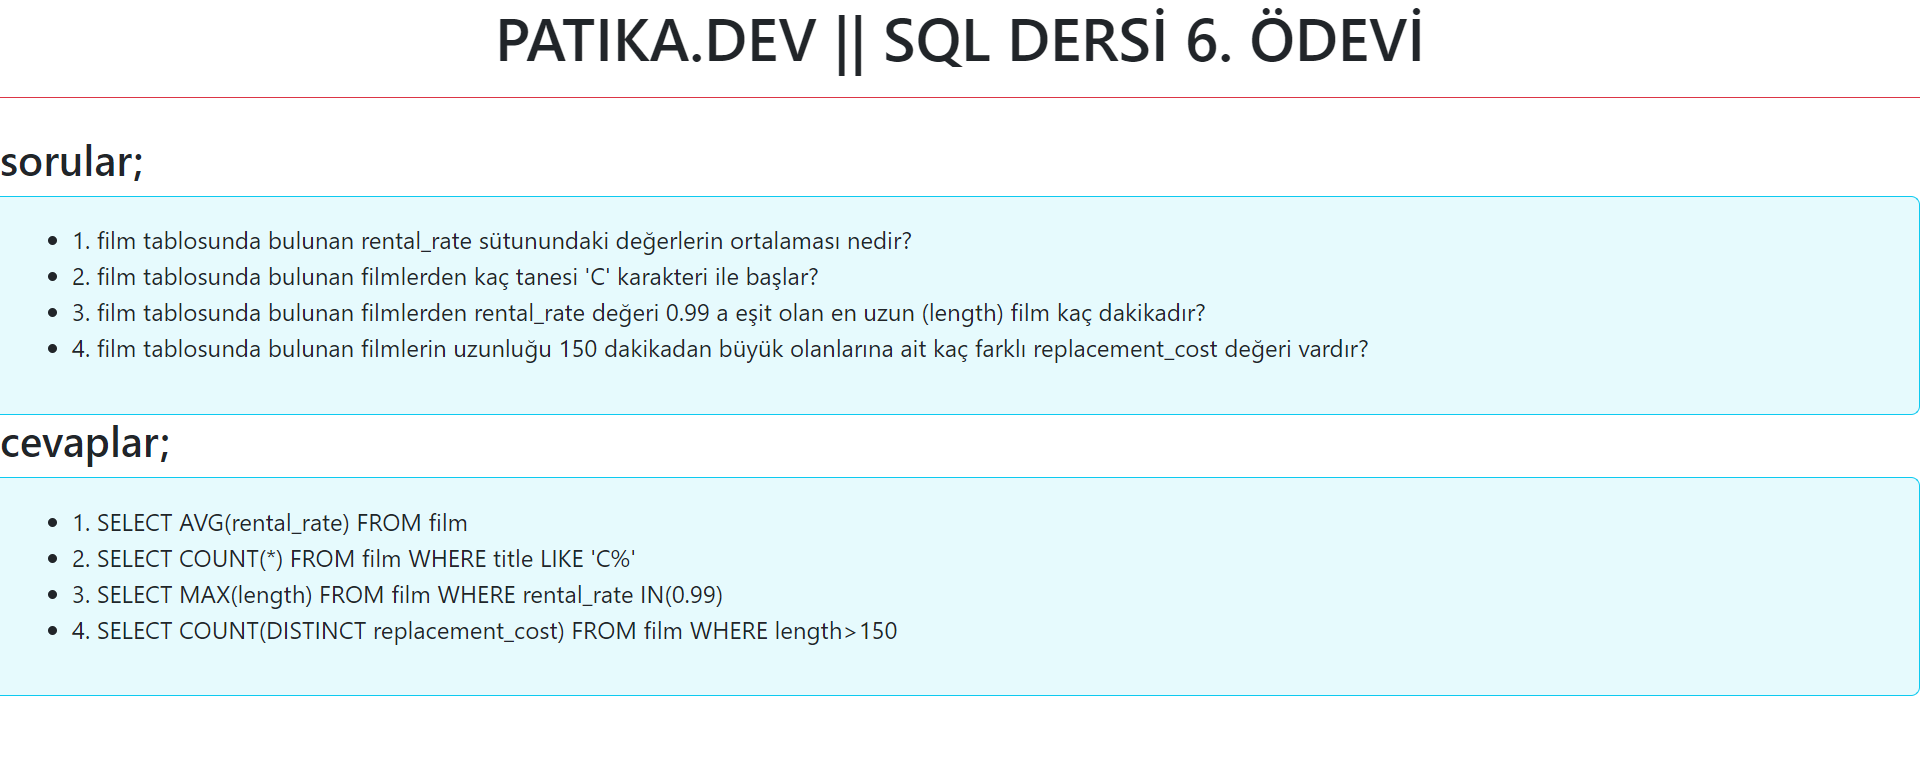 PATIKA.DEV || SQL DERSİ 6. ÖDEVİ
sorular;
1. film tablosunda bulunan rental_rate sütunundaki değerlerin ortalaması nedir?
2. film tablosunda bulunan filmlerden kaç tanesi 'C' karakteri ile başlar?
3. film tablosunda bulunan filmlerden rental_rate değeri 0.99 a eşit olan en uzun (length) film kaç dakikadır?
4. film tablosunda bulunan filmlerin uzunluğu 150 dakikadan büyük olanlarına ait kaç farklı replacement_cost değeri vardır?
cevaplar;
1. SELECT AVG(rental_rate) FROM film
2. SELECT COUNT(*) FROM film WHERE title LIKE 'C%'
3. SELECT MAX(length) FROM film WHERE rental_rate IN(0.99)
4. SELECT COUNT(DISTINCT replacement_cost) FROM film WHERE length>150